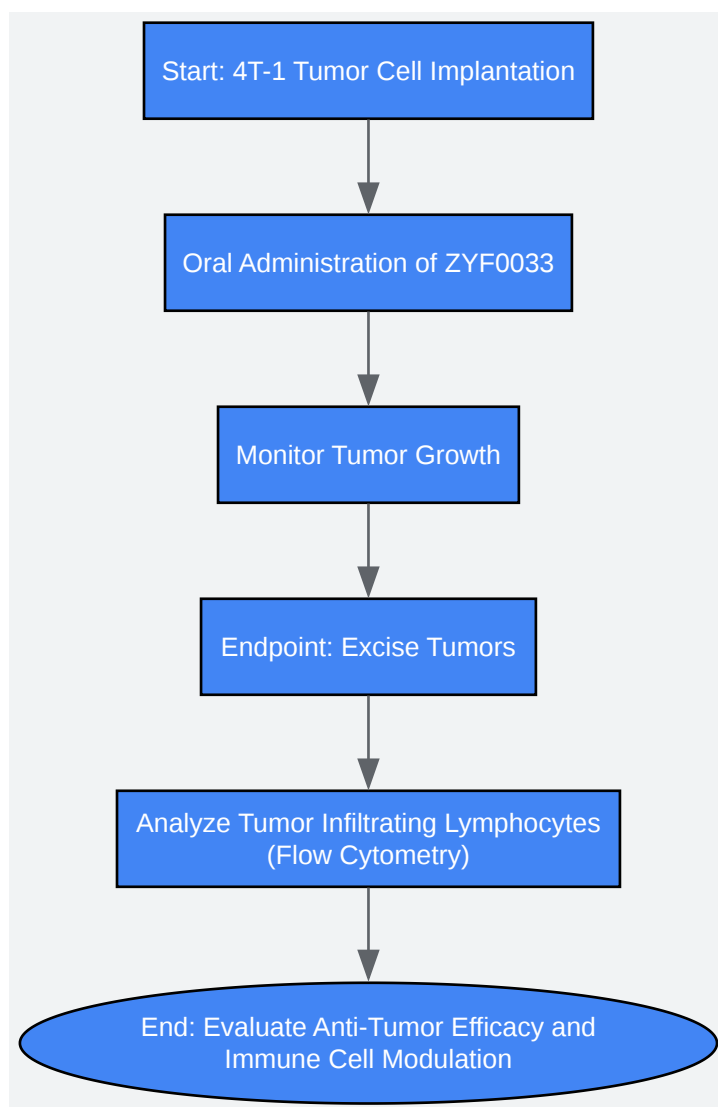 Start: 4T-1 Tumor Cell Implantation
Oral Administration of ZYF0033
Monitor Tumor Growth
Endpoint: Excise Tumors
Analyze Tumor Infiltrating Lymphocytes
(Flow Cytometry)
End: Evaluate Anti-Tumor Efficacy and
Immune Cell Modulation